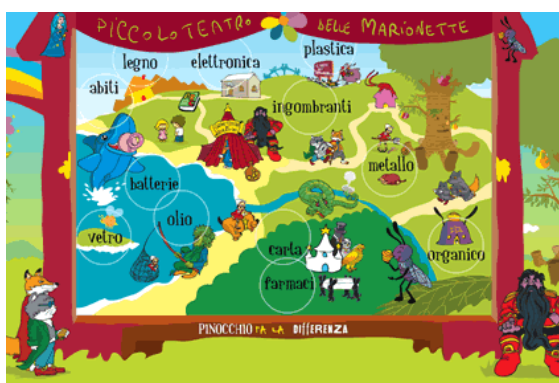 PICCOLO TEATRO DELLE MARIONETTE
plastica
legno
elettronica
abiti
ingombranti
metallo
batterie
olio
vetro
carta
organico
farmaci
PINOCCHIO FA LA DIFFERENZA